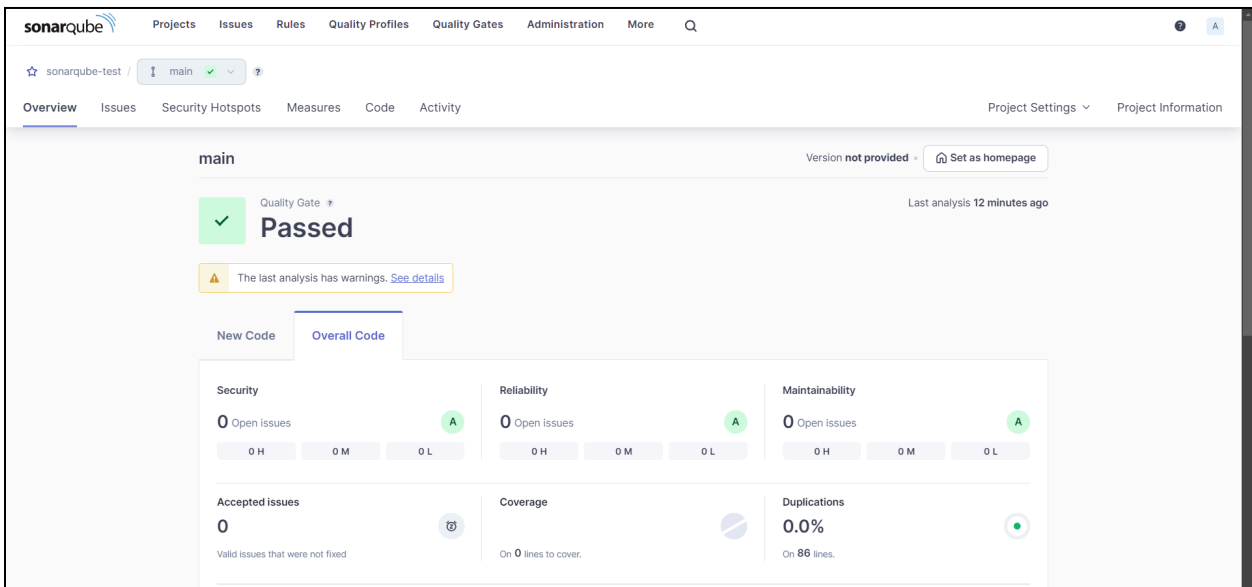 sonarqube Projects Issues Rules Quality Profiles Quality Gates Administration More ? A
sonarqube-test / main ?
Overview Issues Security Hotspots Measures Code Activity Project Settings Project Information
main Version not provided • Set as homepage
Quality Gate ? Last analysis 12 minutes ago
Passed
The last analysis has warnings. See details
New Code Overall Code
Security Reliability Maintainability
0 Open issues A 0 Open issues A 0 Open issues A
0 H 0 M 0 L 0 H 0 M 0 L 0 H 0 M 0 L
Accepted issues Coverage Duplications
0 0.0%
Valid issues that were not fixed On 0 lines to cover. On 86 lines.